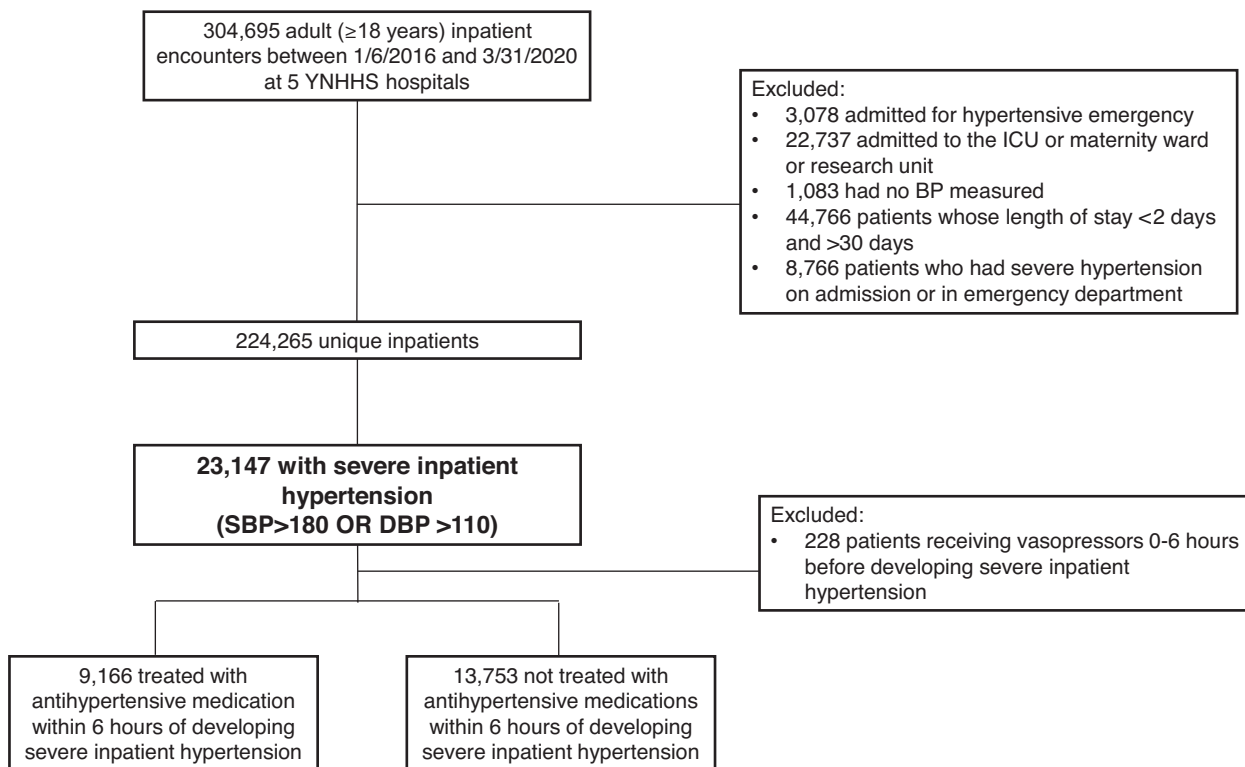 304,695 adult (≥18 years) inpatient
encounters between 1/6/2016 and 3/31/2020
at 5 YNHHS hospitals
Excluded:
• 3,078 admitted for hypertensive emergency
• 22,737 admitted to the ICU or maternity ward
or research unit
• 1,083 had no BP measured
• 44,766 patients whose length of stay <2 days
and >30 days
• 8,766 patients who had severe hypertension
on admission or in emergency department
224,265 unique inpatients
23,147 with severe inpatient
hypertension
(SBP>180 OR DBP >110)
Excluded:
• 228 patients receiving vasopressors 0-6 hours
before developing severe inpatient
hypertension
9,166 treated with
antihypertensive medication
within 6 hours of developing
severe inpatient hypertension
13,753 not treated with
antihypertensive medications
within 6 hours of developing
severe inpatient hypertension